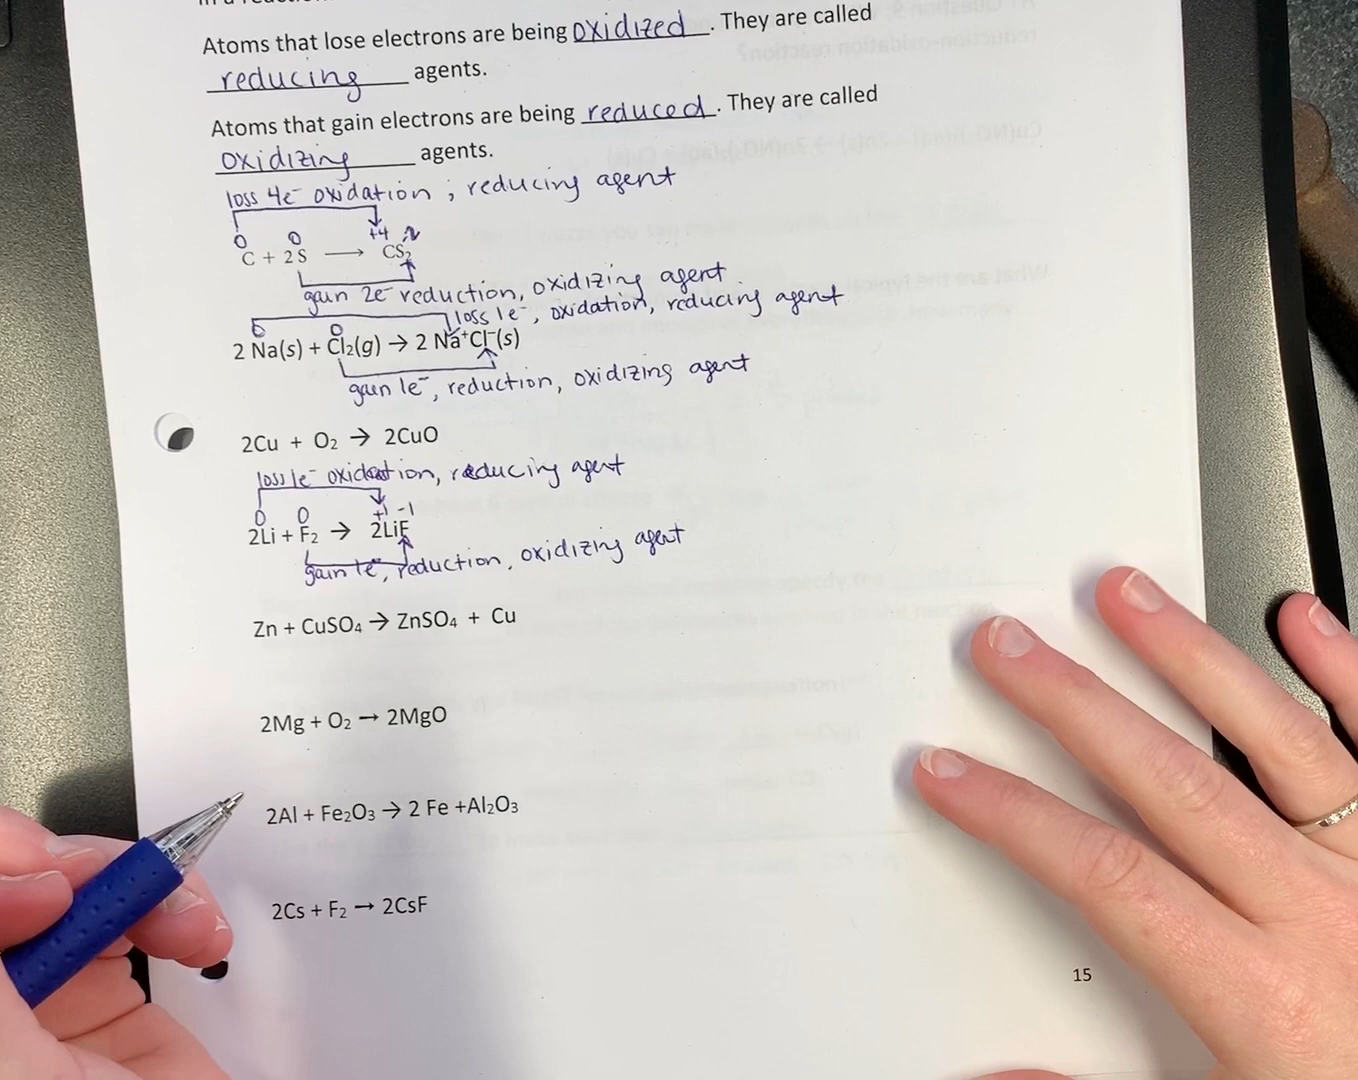 Atoms that lose electrons are being oxidized. They are called
reducing agents.
Atoms that gain electrons are being reduced. They are called
oxidizing agents.
loss 4e⁻ oxidation ; reducing agent
0 0 +4 -2
C + 2S → CS₂
gain 2e⁻ reduction, oxidizing agent
loss 1e⁻, oxidation, reducing agent
0 0
2 Na(s) + Cl₂(g) → 2 Na⁺Cl⁻(s)
gain 1e⁻, reduction, oxidizing agent
2Cu + O₂ → 2CuO
loss 1e⁻ oxidation, reducing agent
0 0 +1 -1
2Li + F₂ → 2LiF
gain 1e⁻, reduction, oxidizing agent
Zn + CuSO₄ → ZnSO₄ + Cu
2Mg + O₂ → 2MgO
2Al + Fe₂O₃ → 2 Fe +Al₂O₃
2Cs + F₂ → 2CsF
15